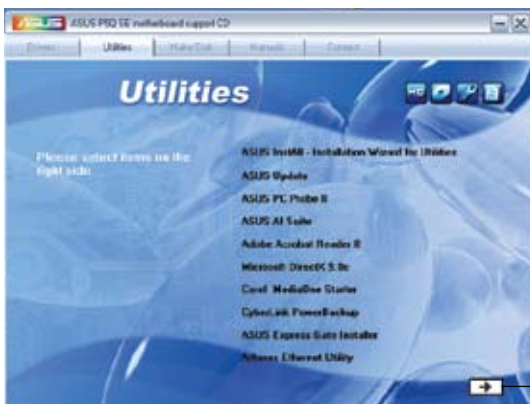 ASUS P5Q SE motherboard support CD
Drivers Utilities Make Disk Manuals Contact
Utilities
Please select items on the
right side.
ASUS InstAll - Installation Wizard for Utilities
ASUS Update
ASUS PC Probe II
ASUS AI Suite
Adobe Acrobat Reader 8
Microsoft DirectX 9.0c
Corel MediaOne Starter
CyberLink PowerBackup
ASUS Express Gate Installer
Atheros Ethernet Utility